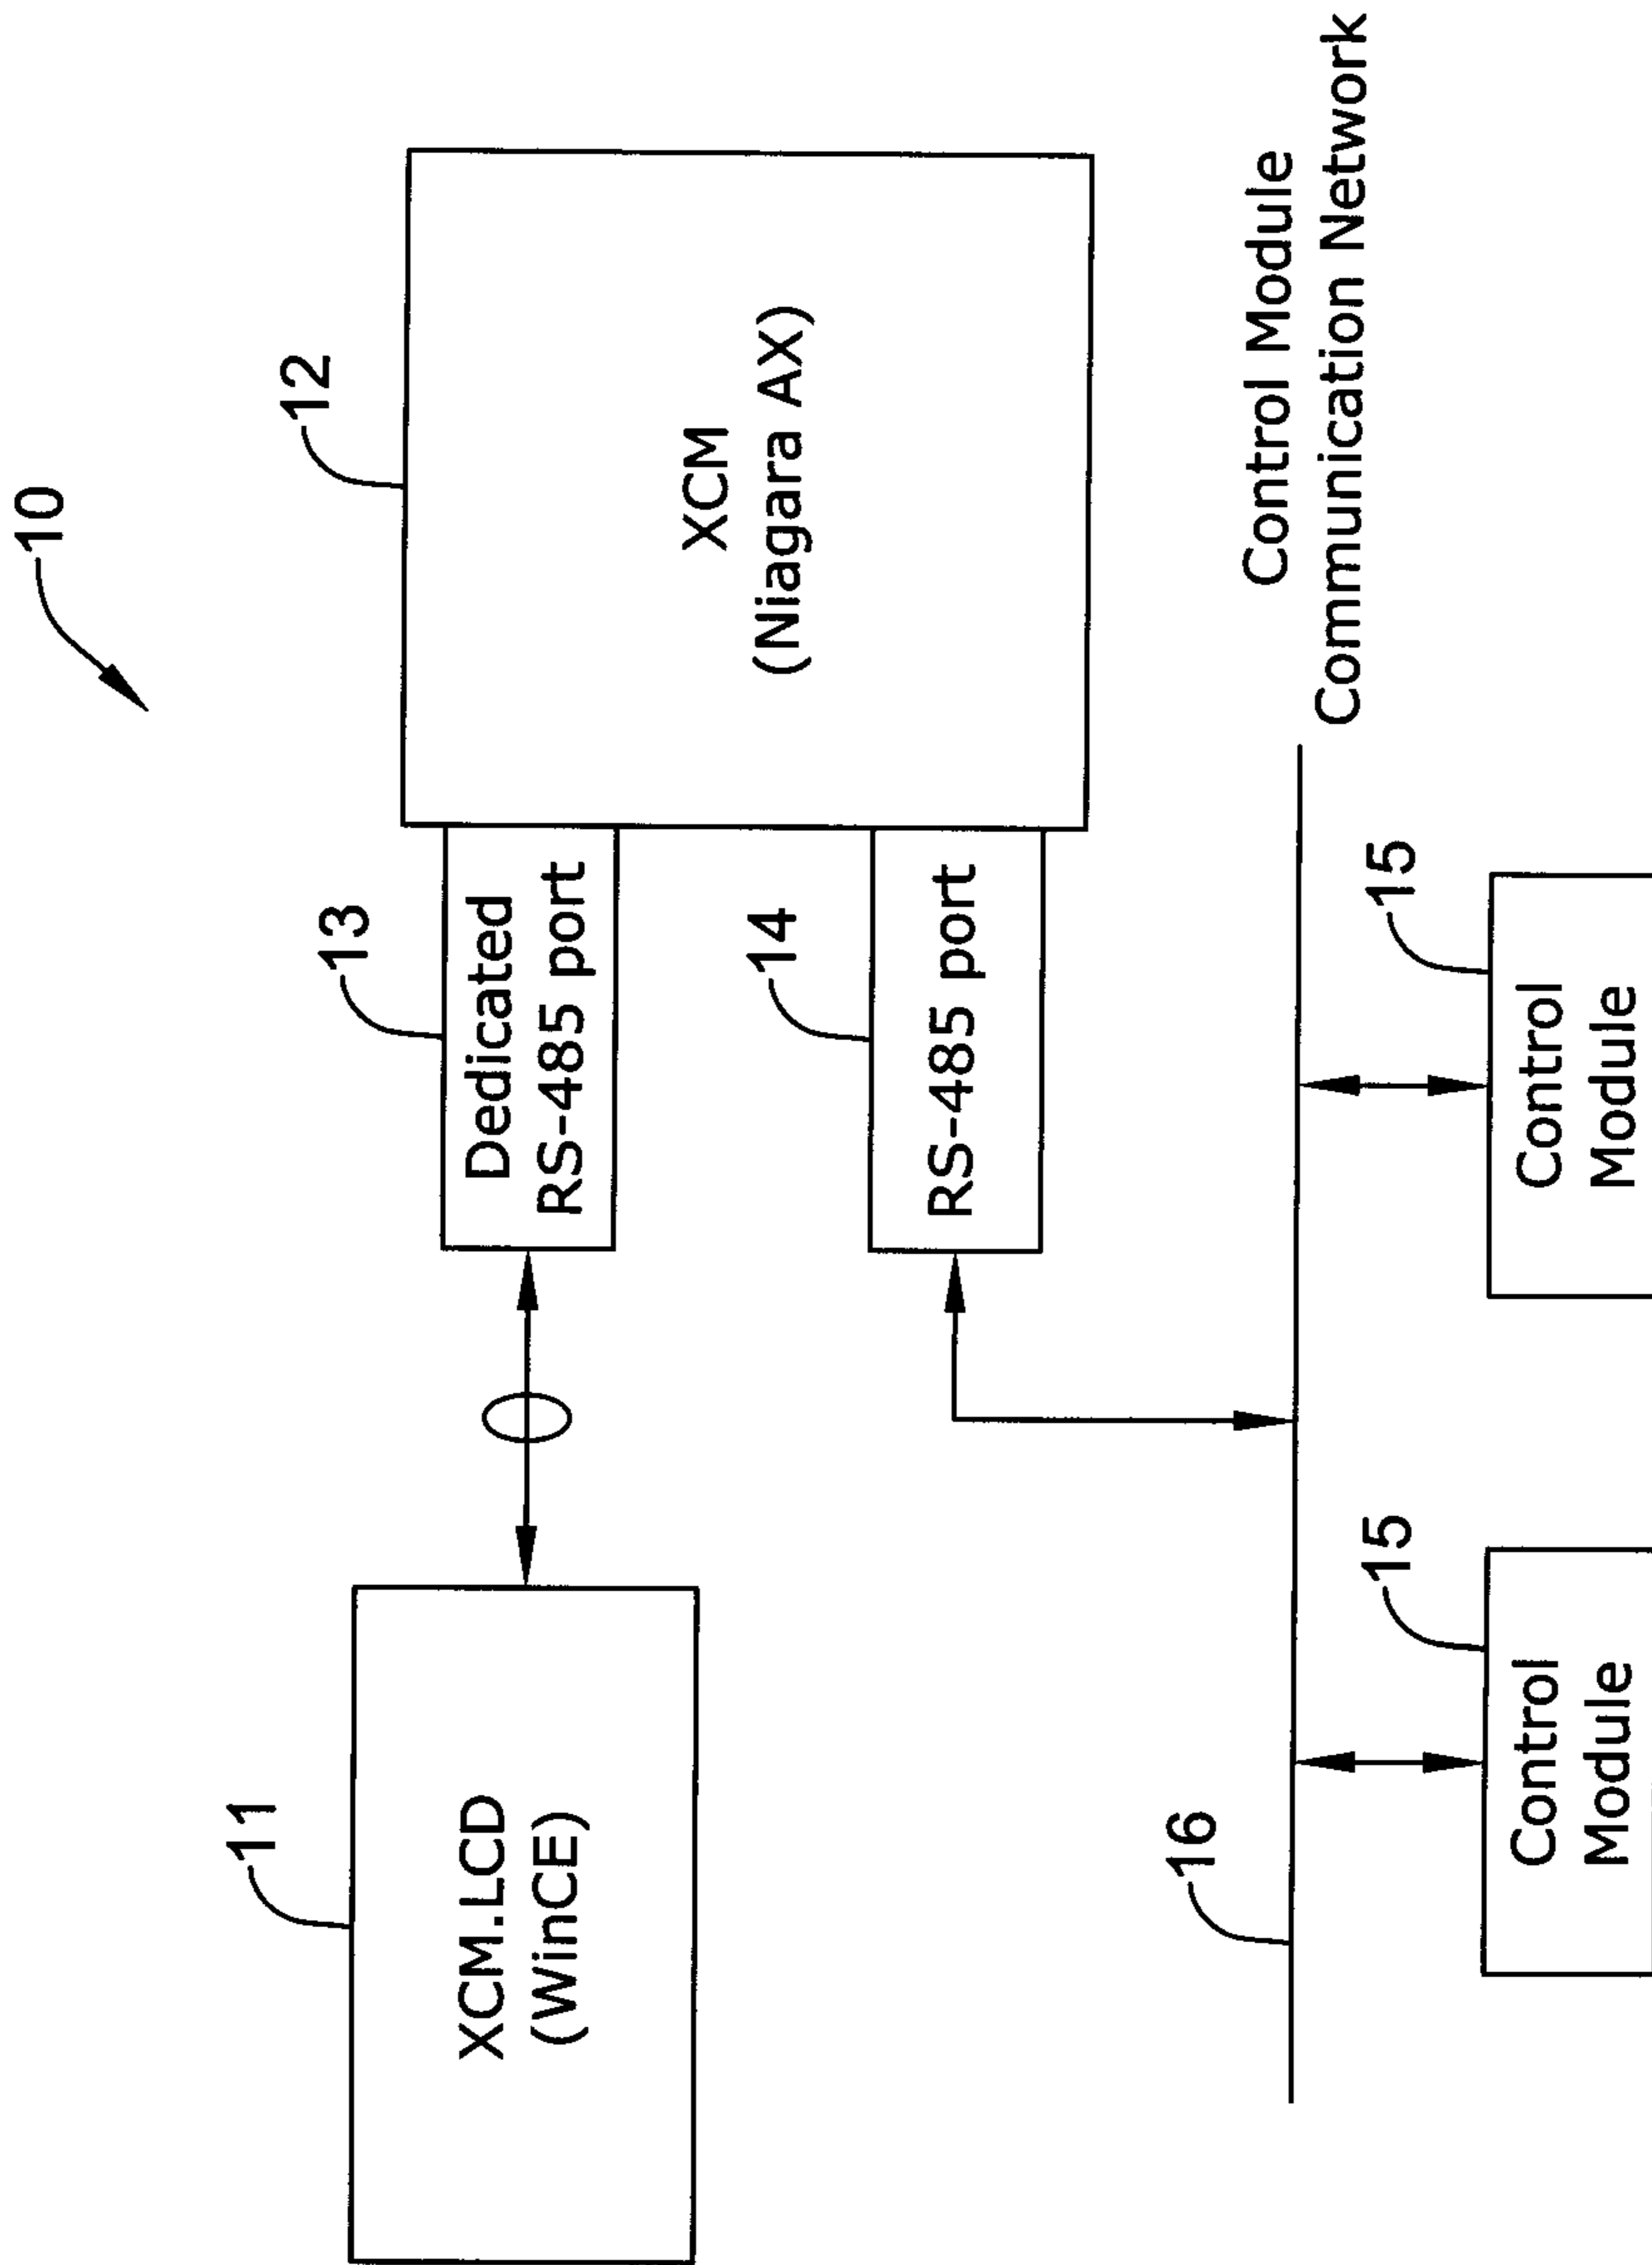 10
12
XCM
(Niagara AX)
13
Dedicated
RS-485 port
14
RS-485 port
11
XCM.LCD
(WinCE)
Control Module
Communication Network
16
15
Control
Module
15
Control
Module